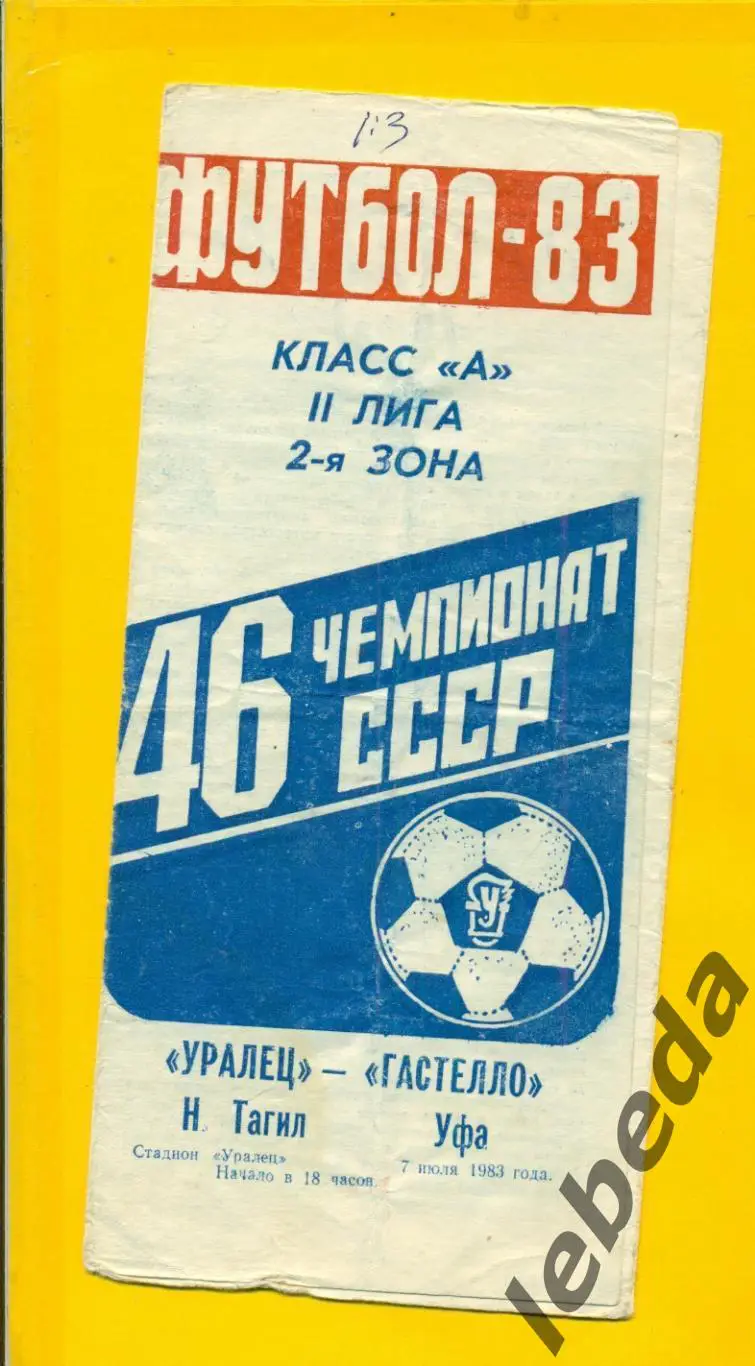 1:3
ФУТБОЛ-83
КЛАСС «А»
II ЛИГА
2-я ЗОНА
46 ЧЕМПИОНАТ
СССР
У
«УРАЛЕЦ» — «ГАСТЕЛЛО»
Н. Тагил Уфа
Стадион «Уралец» 7 июля 1983 года.
Начало в 18 часов.
lebeda